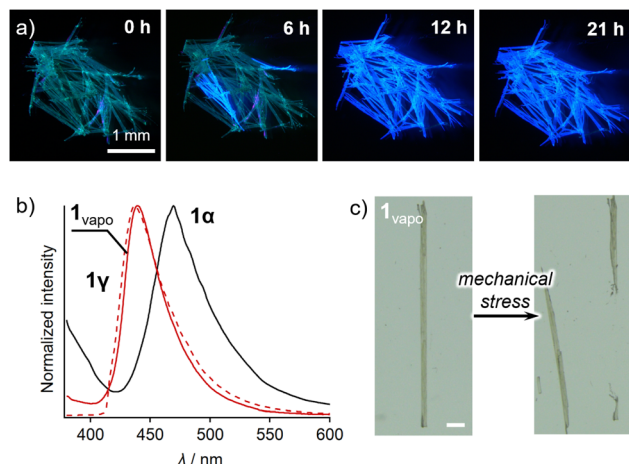 a)
0 h
6 h
12 h
21 h
1 mm
b)
1vapo
1α
1γ
Normalized intensity
400
450
500
550
600
λ / nm
c)
1vapo
mechanical
stress